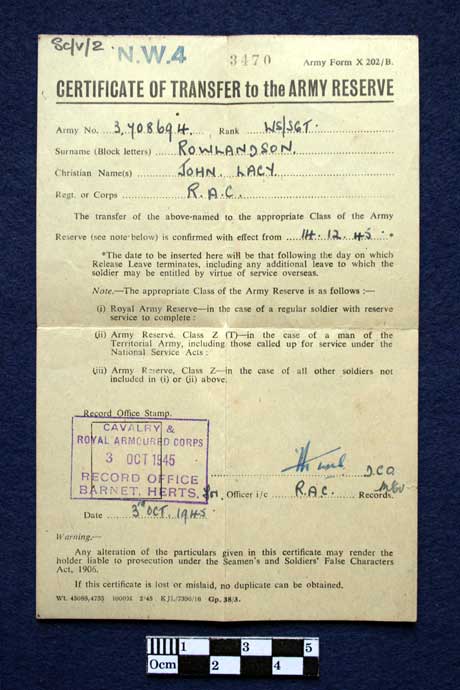 Sc/V/2
N.W.4
3470
Army Form X 202/B.
CERTIFICATE OF TRANSFER to the ARMY RESERVE
Army No. 3708694 Rank WS/SGT.
Surname (Block letters) ROWLANDSON
Christian Name(s) JOHN LACY
Regt. or Corps R.A.C.
The transfer of the above-named to the appropriate Class of the Army
Reserve (see note below) is confirmed with effect from 14.12.45
*The date to be inserted here will be that following the day on which
Release Leave terminates, including any additional leave to which the
soldier may be entitled by virtue of service overseas.
Note.—The appropriate Class of the Army Reserve is as follows :—
(i) Royal Army Reserve—in the case of a regular soldier with reserve
service to complete :
(ii) Army Reserve, Class Z (T)—in the case of a man of the
Territorial Army, including those called up for service under the
National Service Acts :
(iii) Army Reserve, Class Z—in the case of all other soldiers not
included in (i) or (ii) above.
Record Office Stamp.
CAVALRY &
ROYAL ARMOURED CORPS
3 OCT 1945
RECORD OFFICE
BARNET, HERTS.
for Officer i/c R.A.C. Records.
Date 3rd OCT. 1945
Warning.—
Any alteration of the particulars given in this certificate may render the
holder liable to prosecution under the Seamen's and Soldiers' False Characters
Act, 1906.
If this certificate is lost or mislaid, no duplicate can be obtained.
Gp. 38/3.
1 3 5
0cm 2 4